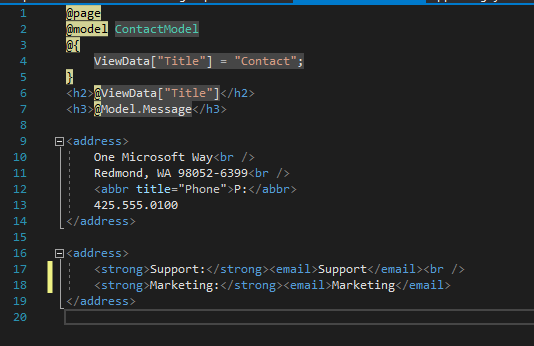 1 @page
2 @model ContactModel
3 @{
4 ViewData["Title"] = "Contact";
5 }
6 <h2>@ViewData["Title"]</h2>
7 <h3>@Model.Message</h3>
8
9 <address>
10 One Microsoft Way<br />
11 Redmond, WA 98052-6399<br />
12 <abbr title="Phone">P:</abbr>
13 425.555.0100
14 </address>
15
16 <address>
17 <strong>Support:</strong><email>Support</email><br />
18 <strong>Marketing:</strong><email>Marketing</email>
19 </address>
20